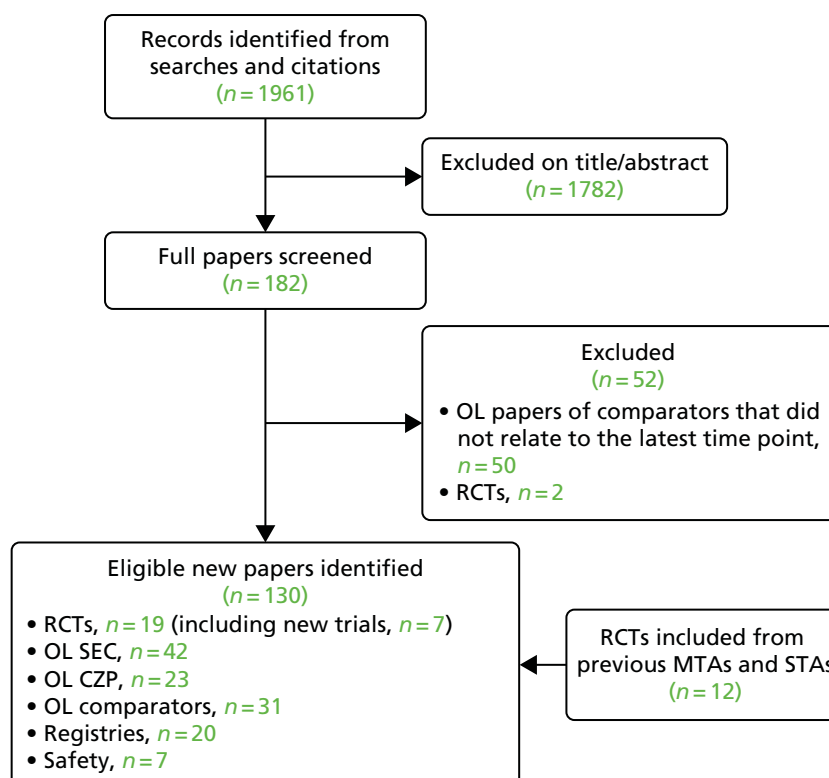 Records identified from
searches and citations
(n = 1961)
Excluded on title/abstract
(n = 1782)
Full papers screened
(n = 182)
Excluded
(n = 52)
• OL papers of comparators that did
not relate to the latest time point,
n = 50
• RCTs, n = 2
Eligible new papers identified
(n = 130)
• RCTs, n = 19 (including new trials, n = 7)
• OL SEC, n = 42
• OL CZP, n = 23
• OL comparators, n = 31
• Registries, n = 20
• Safety, n = 7
RCTs included from
previous MTAs and STAs
(n = 12)